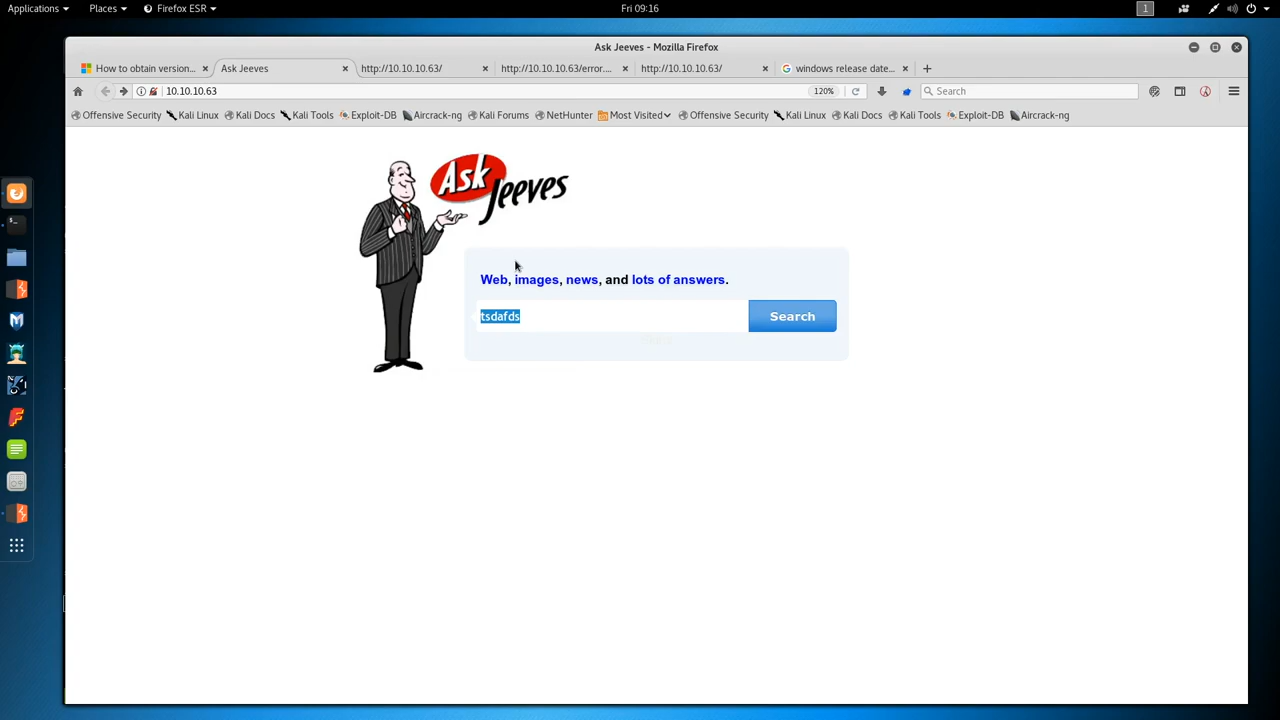 Applications Places Firefox ESR Fri 09:16 1
Ask Jeeves - Mozilla Firefox
How to obtain version... Ask Jeeves http://10.10.10.63/ http://10.10.10.63/error.... http://10.10.10.63/ windows release date...
10.10.10.63 120% Search
Offensive Security Kali Linux Kali Docs Kali Tools Exploit-DB Aircrack-ng Kali Forums NetHunter Most Visited Offensive Security Kali Linux Kali Docs Kali Tools Exploit-DB Aircrack-ng
Ask
Jeeves
Web, images, news, and lots of answers.
tsdafds Search